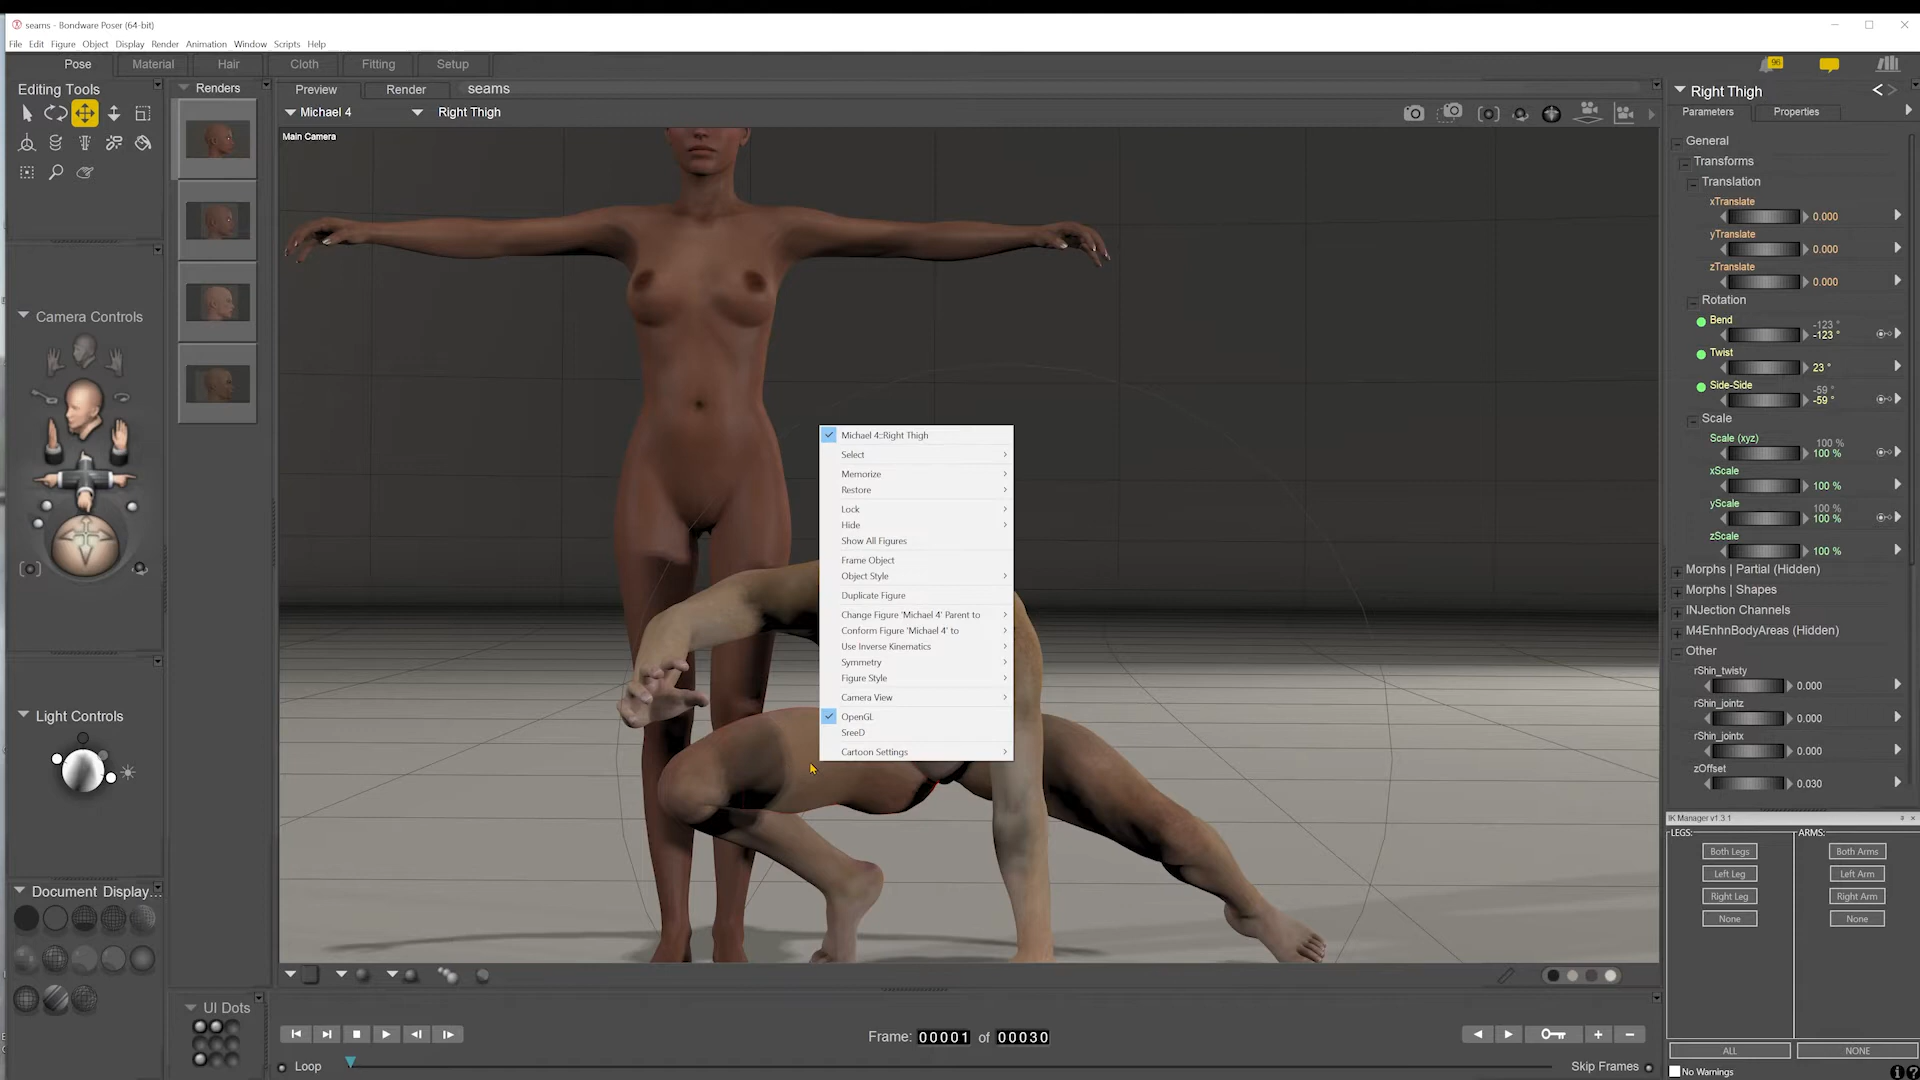 seams - Bondware Poser (64-bit)
File Edit Figure Object Display Render Animation Window Scripts Help
Pose Material Hair Cloth Fitting Setup
96
Editing Tools
Renders
Preview Render seams
Michael 4 Right Thigh
Main Camera
Camera Controls
Light Controls
Document Display...
UI Dots
Michael 4::Right Thigh
Select
Memorize
Restore
Lock
Hide
Show All Figures
Frame Object
Object Style
Duplicate Figure
Change Figure 'Michael 4' Parent to
Conform Figure 'Michael 4' to
Use Inverse Kinematics
Symmetry
Figure Style
Camera View
OpenGL
SreeD
Cartoon Settings
Right Thigh
Parameters Properties
General
Transforms
Translation
xTranslate
0.000
yTranslate
0.000
zTranslate
0.000
Rotation
Bend
-123 °
-123 °
Twist
23 °
Side-Side
-59 °
-59 °
Scale
Scale (xyz)
100 %
100 %
xScale
100 %
yScale
100 %
100 %
zScale
100 %
Morphs | Partial (Hidden)
Morphs | Shapes
INJection Channels
M4EnhnBodyAreas (Hidden)
Other
rShin_twisty
0.000
rShin_jointz
0.000
rShin_jointx
0.000
zOffset
0.030
IK Manager v1.3.1
LEGS: ARMS:
Both Legs Both Arms
Left Leg Left Arm
Right Leg Right Arm
None None
ALL NONE
No Warnings
Frame: 00001 of 00030
Loop
Skip Frames